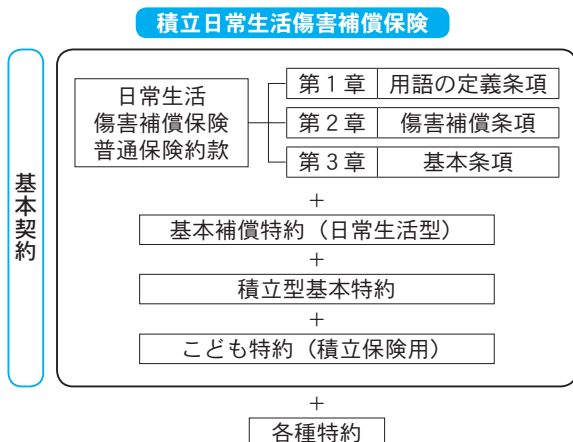 積立日常生活傷害補償保険
基本契約
日常生活
傷害補償保険
普通保険約款
第1章 用語の定義条項
第2章 傷害補償条項
第3章 基本条項
+
基本補償特約（日常生活型）
+
積立型基本特約
+
こども特約（積立保険用）
+
各種特約